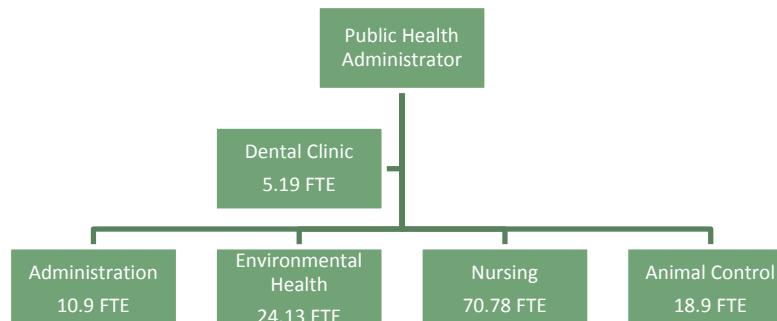 Public Health
Administrator
Dental Clinic
5.19 FTE
Administration
10.9 FTE
Environmental
Health
24.13 FTE
Nursing
70.78 FTE
Animal Control
18.9 FTE